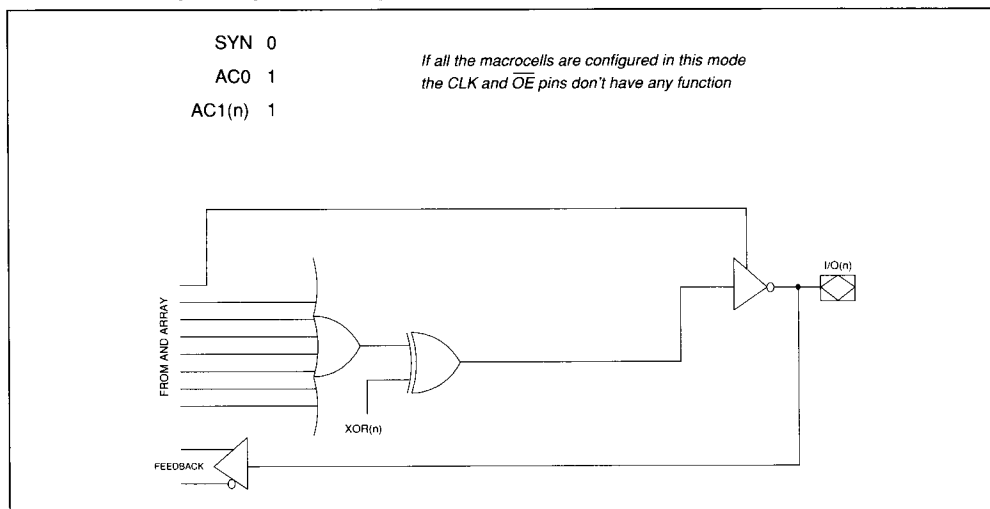 SYN 0
AC0 1
AC1(n) 1
If all the macrocells are configured in this mode
the CLK and OE pins don't have any function
I/O(n)
FROM AND ARRAY
XOR(n)
FEEDBACK